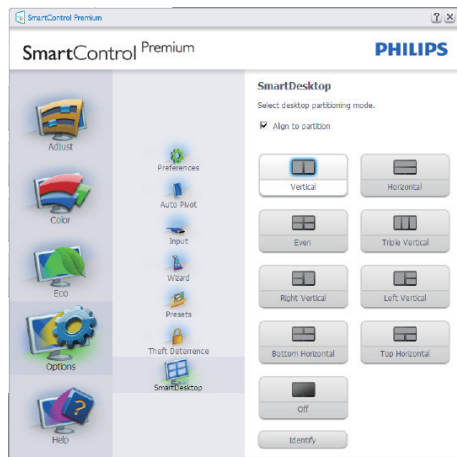 SmartControl Premium
SmartControl Premium
PHILIPS
Adjust
Color
Eco
Options
Help
Preferences
Auto Pivot
Input
Wizard
Presets
Theft Deterrence
SmartDesktop
SmartDesktop
Select desktop partitioning mode.
Align to partition
Vertical
Horizontal
Even
Triple Vertical
Right Vertical
Left Vertical
Bottom Horizontal
Top Horizontal
Off
Identify